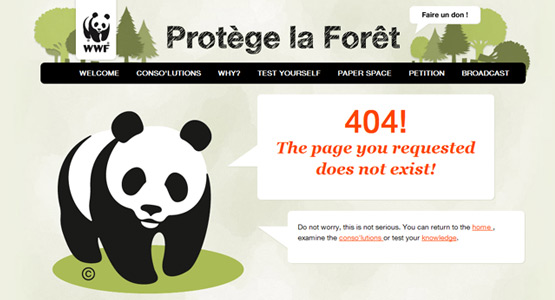 WWF
Protège la Forêt
Faire un don !
WELCOME CONSO'LUTIONS WHY? TEST YOURSELF PAPER SPACE PETITION BROADCAST
404!
The page you requested
does not exist!
Do not worry, this is not serious. You can return to the home ,
examine the conso'lutions or test your knowledge.
©